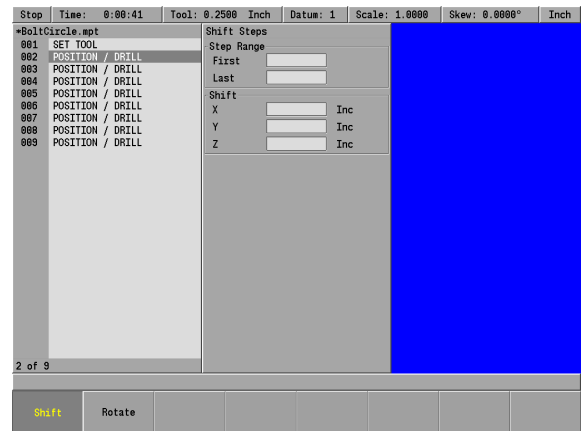 Stop Time: 0:00:41 Tool: 0.2500 Inch Datum: 1 Scale: 1.0000 Skew: 0.0000° Inch
*BoltCircle.mpt
001 SET TOOL
002 POSITION / DRILL
003 POSITION / DRILL
004 POSITION / DRILL
005 POSITION / DRILL
006 POSITION / DRILL
007 POSITION / DRILL
008 POSITION / DRILL
009 POSITION / DRILL
2 of 9
Shift Steps
Step Range
First
Last
Shift
X Inc
Y Inc
Z Inc
Shift Rotate